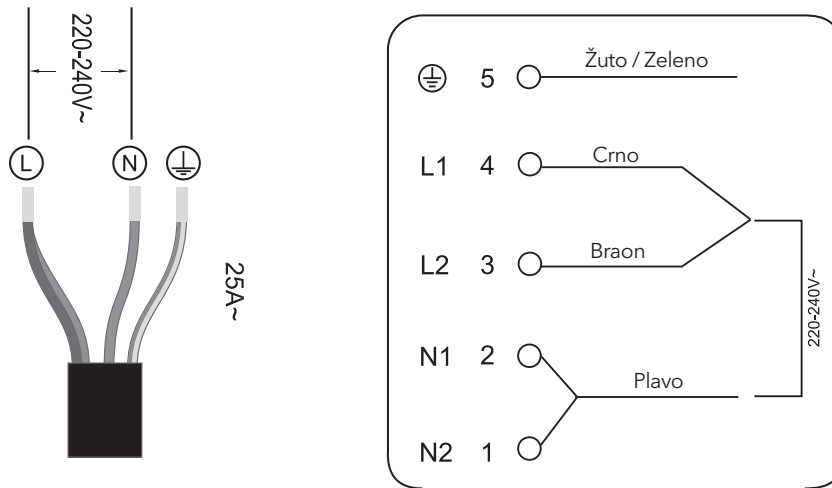 220-240V~
L
N
25A~
5 Žuto / Zeleno
L1 4 Crno
L2 3 Braon
N1 2
Plavo
N2 1
220-240V~